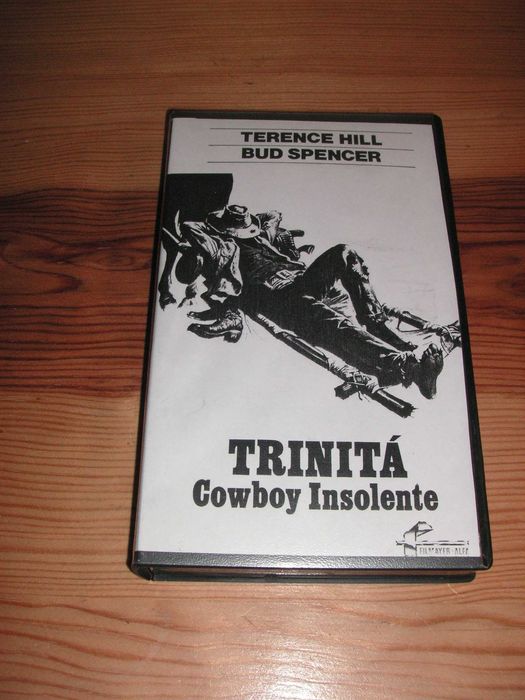 TERENCE HILL
BUD SPENCER
TRINITÁ
Cowboy Insolente
FILMAYER · ALFA